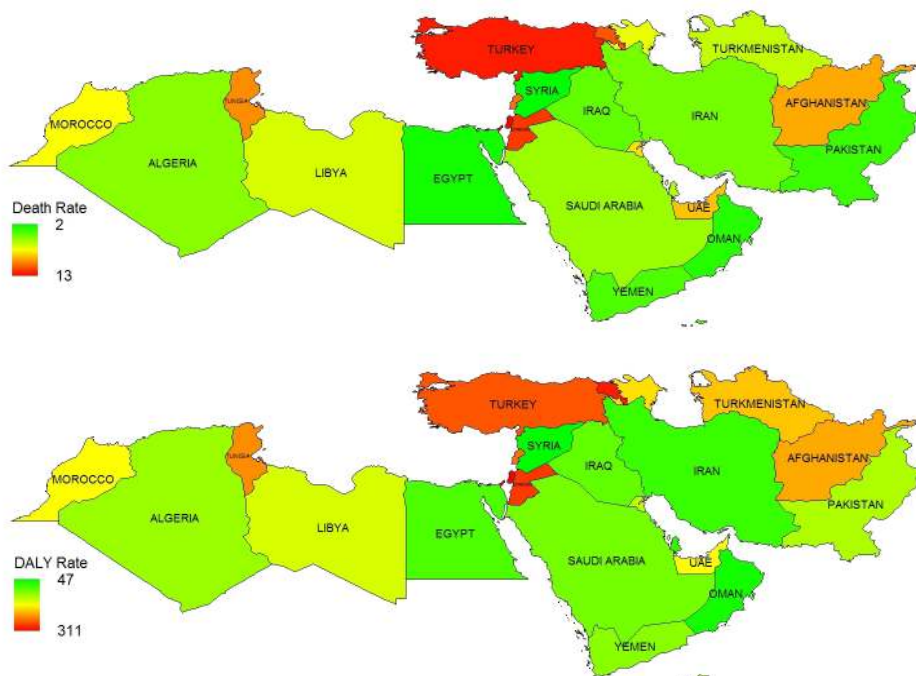 TURKEY
TURKMENISTAN
SYRIA
AFGHANISTAN
TUNISIA
MOROCCO
IRAQ
IRAN
PAKISTAN
ALGERIA
LIBYA
EGYPT
SAUDI ARABIA
UAE
OMAN
YEMEN
Death Rate
2
13
TURKEY
TURKMENISTAN
SYRIA
TUNISIA
AFGHANISTAN
MOROCCO
IRAQ
IRAN
PAKISTAN
ALGERIA
LIBYA
EGYPT
SAUDI ARABIA
UAE
OMAN
YEMEN
DALY Rate
47
311